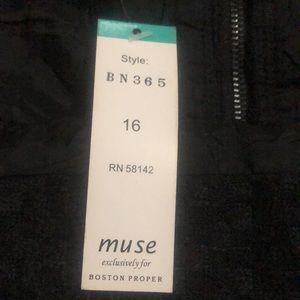 Style:
BN365
16
RN 58142
muse
exclusively for
BOSTON PROPER